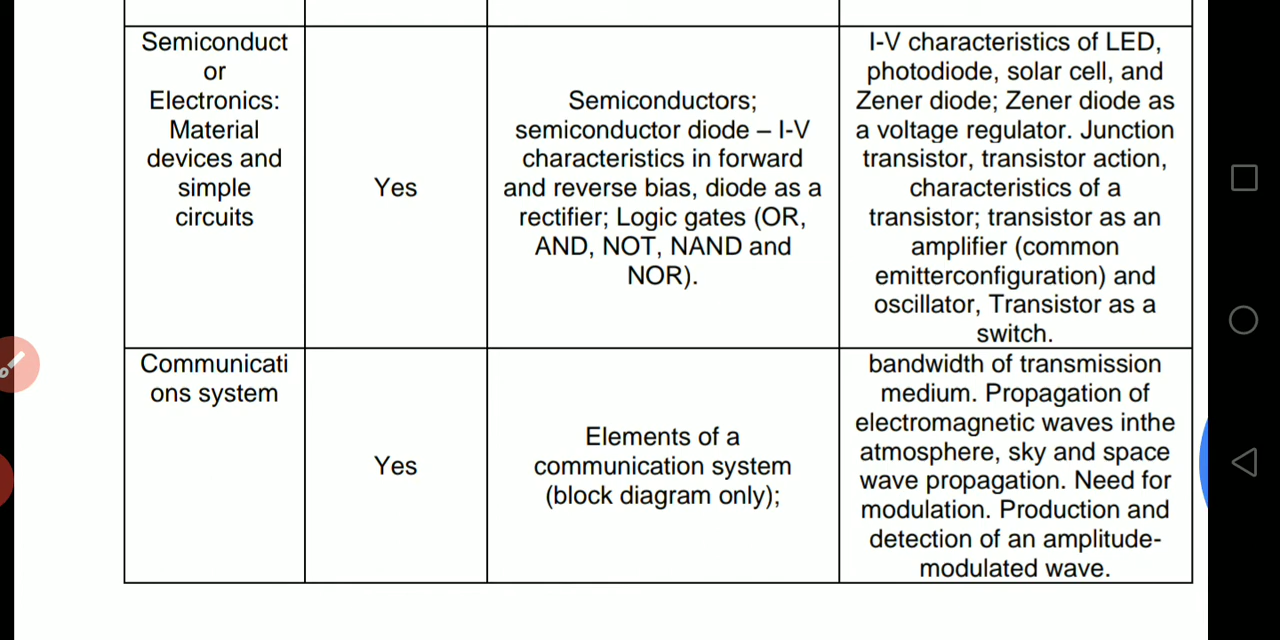 Semiconduct
or
Electronics:
Material
devices and
simple
circuits
Yes
Semiconductors;
semiconductor diode – I-V
characteristics in forward
and reverse bias, diode as a
rectifier; Logic gates (OR,
AND, NOT, NAND and
NOR).
I-V characteristics of LED,
photodiode, solar cell, and
Zener diode; Zener diode as
a voltage regulator. Junction
transistor, transistor action,
characteristics of a
transistor; transistor as an
amplifier (common
emitterconfiguration) and
oscillator, Transistor as a
switch.
Communicati
ons system
Yes
Elements of a
communication system
(block diagram only);
bandwidth of transmission
medium. Propagation of
electromagnetic waves inthe
atmosphere, sky and space
wave propagation. Need for
modulation. Production and
detection of an amplitude-
modulated wave.